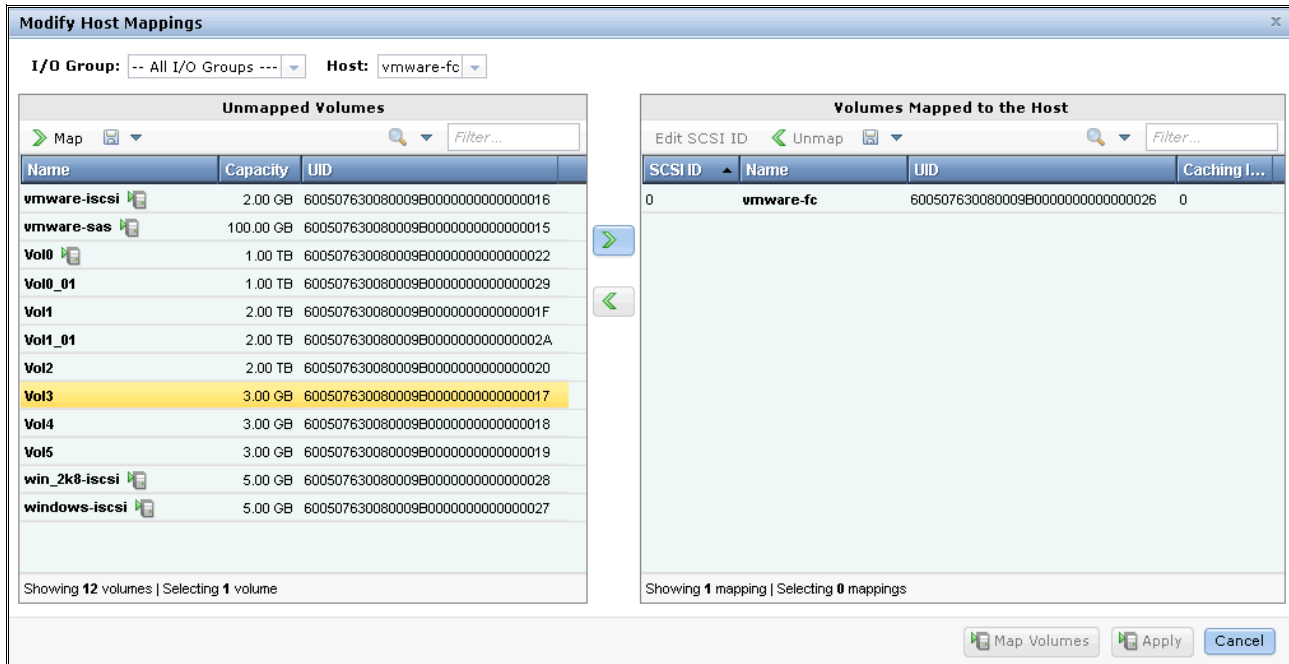 Modify Host Mappings
x
I/O Group: -- All I/O Groups --- Host: vmware-fc
Unmapped Volumes
Map Filter...
Name Capacity UID
vmware-iscsi 2.00 GB 600507630080009B0000000000000016
vmware-sas 100.00 GB 600507630080009B0000000000000015
Vol0 1.00 TB 600507630080009B0000000000000022
Vol0_01 1.00 TB 600507630080009B0000000000000029
Vol1 2.00 TB 600507630080009B000000000000001F
Vol1_01 2.00 TB 600507630080009B000000000000002A
Vol2 2.00 TB 600507630080009B0000000000000020
Vol3 3.00 GB 600507630080009B0000000000000017
Vol4 3.00 GB 600507630080009B0000000000000018
Vol5 3.00 GB 600507630080009B0000000000000019
win_2k8-iscsi 5.00 GB 600507630080009B0000000000000028
windows-iscsi 5.00 GB 600507630080009B0000000000000027
Showing 12 volumes | Selecting 1 volume
Volumes Mapped to the Host
Edit SCSI ID Unmap Filter...
SCSI ID Name UID Caching I...
0 vmware-fc 600507630080009B0000000000000026 0
Showing 1 mapping | Selecting 0 mappings
Map Volumes Apply Cancel